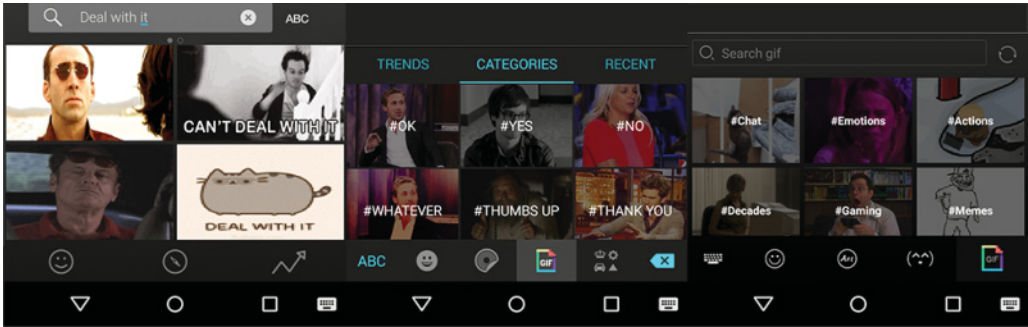 Deal with it
ABC
CAN'T DEAL WITH IT
DEAL WITH IT
TRENDS CATEGORIES RECENT
#OK #YES #NO
#WHATEVER #THUMBS UP #THANK YOU
ABC
GIF
Search gif
#Chat #Emotions #Actions
#Decades #Gaming #Memes
Art
(^-^)
GIF